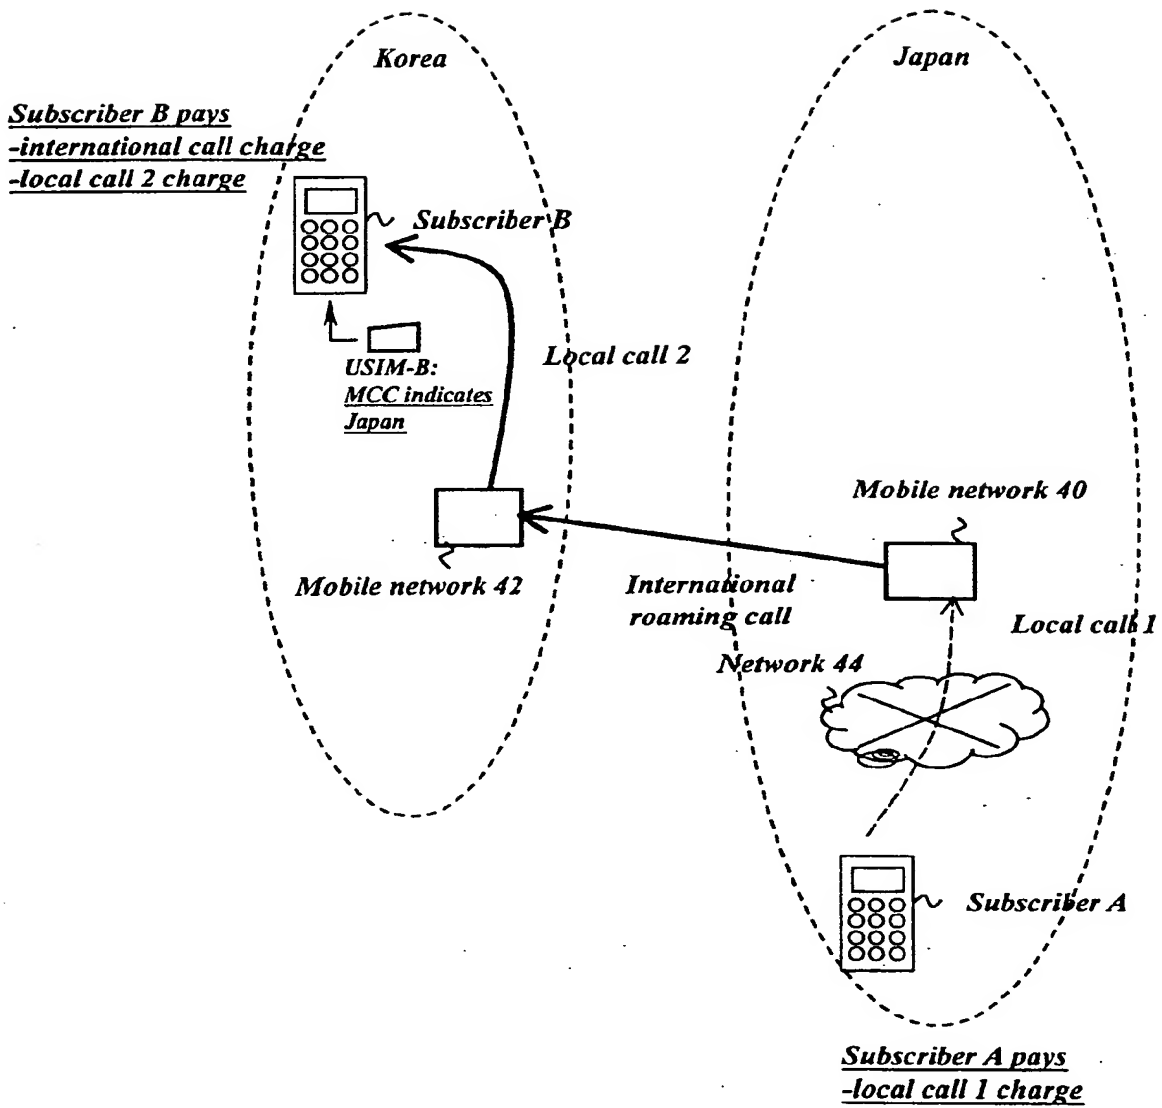 Korea
Japan
Subscriber B pays
-international call charge
-local call 2 charge
Subscriber B
Local call 2
USIM-B:
MCC indicates
Japan
Mobile network 40
Mobile network 42
International
roaming call
Local call 1
Network 44
Subscriber A
Subscriber A pays
-local call 1 charge